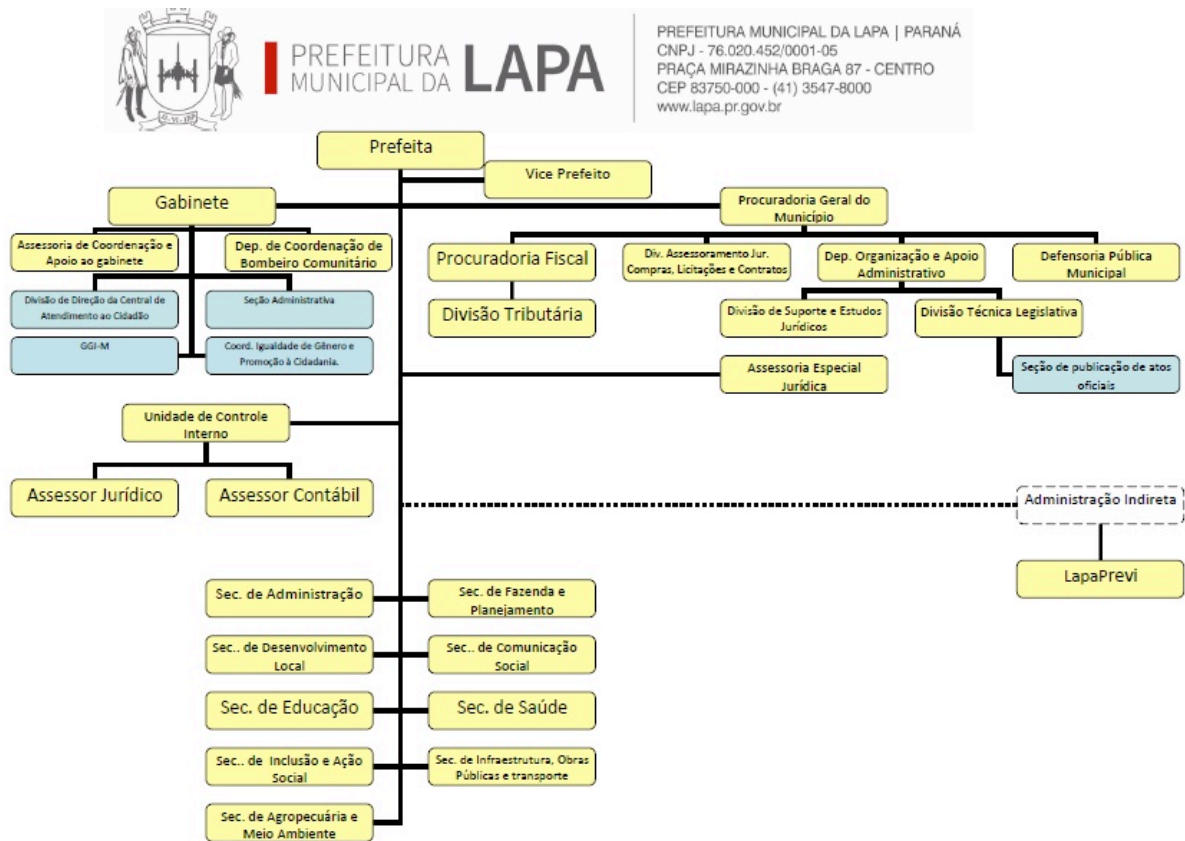 PREFEITURA
MUNICIPAL DA LAPA
PREFEITURA MUNICIPAL DA LAPA | PARANÁ
CNPJ - 76.020.452/0001-05
PRAÇA MIRAZINHA BRAGA 87 - CENTRO
CEP 83750-000 - (41) 3547-8000
www.lapa.pr.gov.br
Prefeita
Vice Prefeito
Gabinete
Procuradoria Geral do
Município
Assessoria de Coordenação e
Apoio ao gabinete
Dep. de Coordenação de
Bombeiro Comunitário
Procuradoria Fiscal
Div. Assessoramento Jur.
Compras, Licitações e Contratos
Dep. Organização e Apoio
Administrativo
Defensoria Pública
Municipal
Divisão de Direção da Central de
Atendimento ao Cidadão
Seção Administrativa
Divisão Tributária
Divisão de Suporte e Estudos
Jurídicos
Divisão Técnica Legislativa
GGI-M
Coord. Igualdade de Gênero e
Promoção à Cidadania.
Assessoria Especial
Jurídica
Seção de publicação de atos
oficiais
Unidade de Controle
Interno
Assessor Jurídico
Assessor Contábil
Administração Indireta
LapaPrevi
Sec. de Administração
Sec. de Fazenda e
Planejamento
Sec.. de Desenvolvimento
Local
Sec.. de Comunicação
Social
Sec. de Educação
Sec. de Saúde
Sec.. de Inclusão e Ação
Social
Sec. de Infraestrutura, Obras
Públicas e transporte
Sec. de Agropecuária e
Meio Ambiente